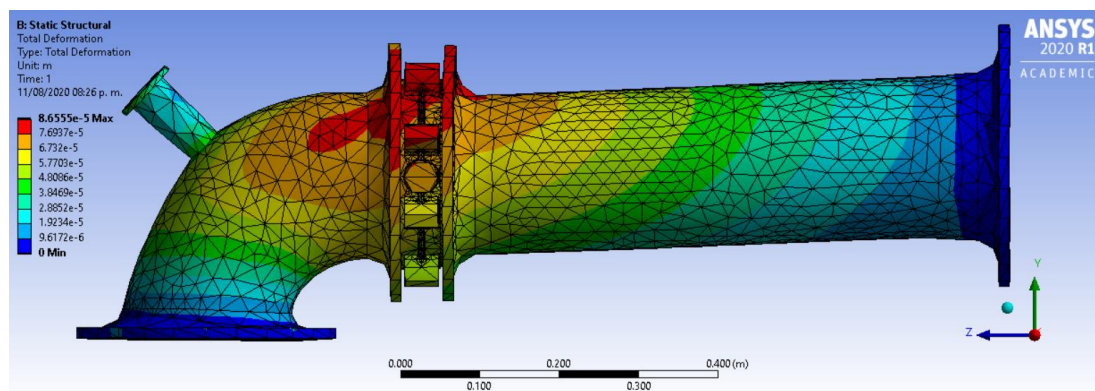 B: Static Structural
Total Deformation
Type: Total Deformation
Unit: m
Time: 1
11/08/2020 08:26 p. m.
8.6555e-5 Max
7.6937e-5
6.732e-5
5.7703e-5
4.8086e-5
3.8469e-5
2.8852e-5
1.9234e-5
9.6172e-6
0 Min
ANSYS
2020 R1
ACADEMIC
Y
Z
X
0.000 0.200 0.400 (m)
0.100 0.300